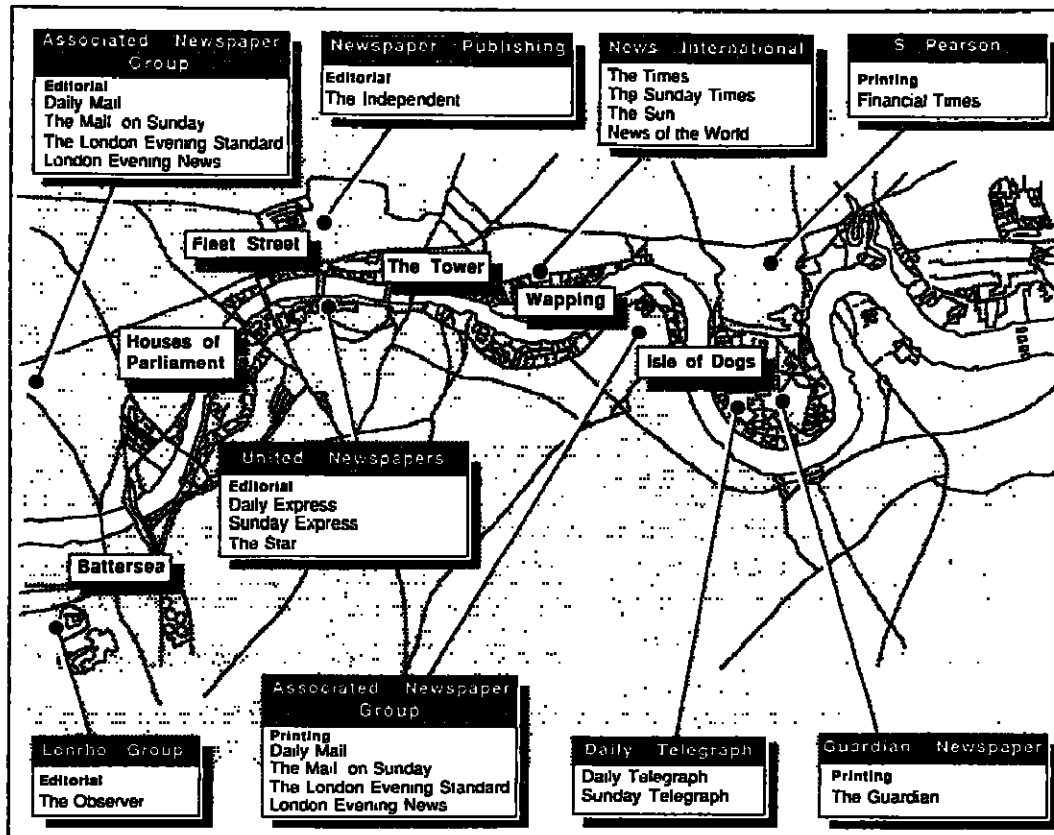 Associated Newspaper
Group
Editorial
Daily Mail
The Mail on Sunday
The London Evening Standard
London Evening News
Newspaper Publishing
Editorial
The Independent
News International
The Times
The Sunday Times
The Sun
News of the World
S Pearson
Printing
Financial Times
Fleet Street
The Tower
Wapping
Houses of
Parliament
Isle of Dogs
United Newspapers
Editorial
Daily Express
Sunday Express
The Star
Battersea
Lonrho Group
Editorial
The Observer
Associated Newspaper
Group
Printing
Daily Mail
The Mail on Sunday
The London Evening Standard
London Evening News
Daily Telegraph
Daily Telegraph
Sunday Telegraph
Guardian Newspaper
Printing
The Guardian